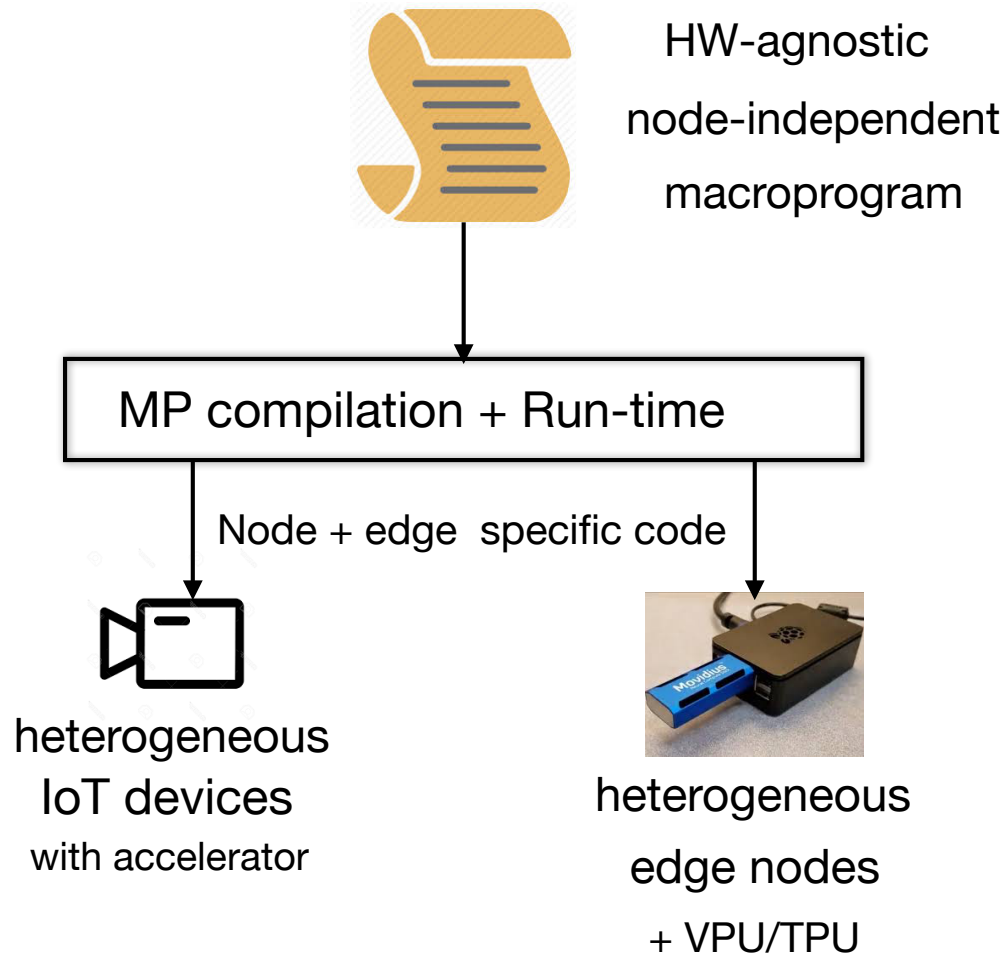 HW-agnostic
node-independent
macroprogram
MP compilation + Run-time
Node + edge specific code
Movidius
heterogeneous
IoT devices
with accelerator
heterogeneous
edge nodes
+ VPU/TPU